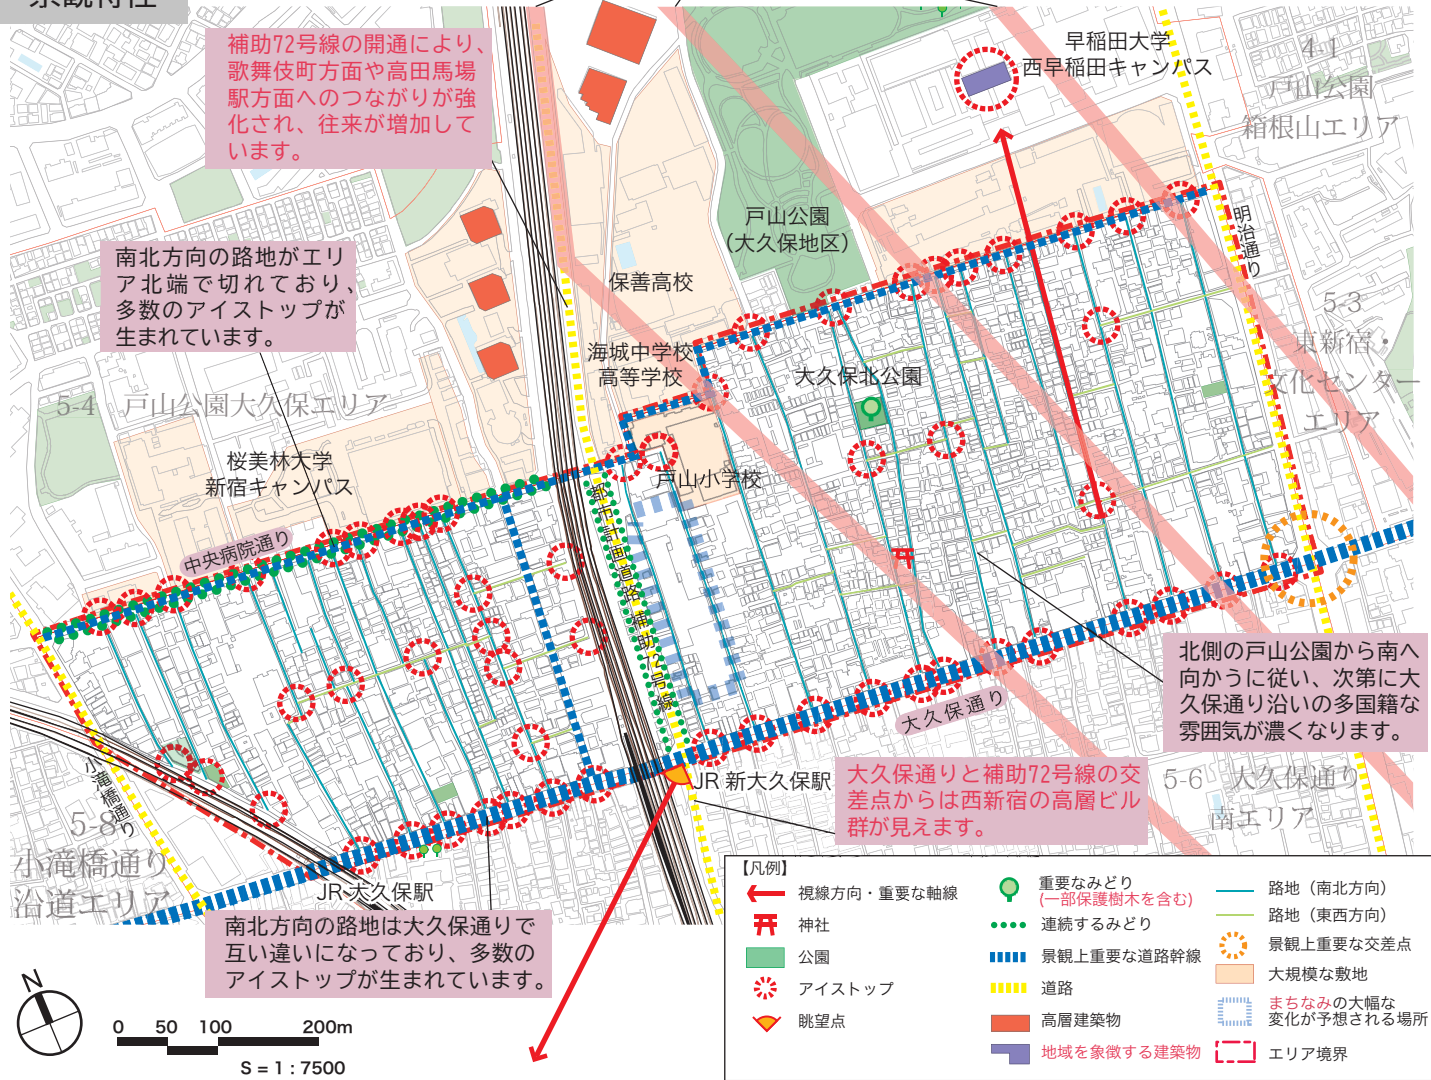 景観特性
補助72号線の開通により、
歌舞伎町方面や高田馬場
駅方面へのつながりが強
化され、往来が増加して
います。
早稲田大学
西早稲田キャンパス
4-1
戸山公園
箱根山エリア
南北方向の路地がエリ
ア北端で切れており、
多数のアイストップが
生まれています。
戸山公園
(大久保地区)
明治通り
保善高校
5-3
東新宿・
文化センター
エリア
海城中学校
高等学校
大久保北公園
5-4 戸山公園大久保エリア
桜美林大学
新宿キャンパス
戸山小学校
中央病院通り
都市計画道路 補助72号線
北側の戸山公園から南へ
向かうに従い、次第に大
久保通り沿いの多国籍な
雰囲気が濃くなります。
大久保通り
小滝橋通り
JR 新大久保駅
大久保通りと補助72号線の交
差点からは西新宿の高層ビル
群が見えます。
5-6 大久保通り
南エリア
5-8
小滝橋通り
沿道エリア
JR 大久保駅
南北方向の路地は大久保通りで
互い違いになっており、多数の
アイストップが生まれています。
N
0 50 100 200m
S = 1 : 7500
【凡例】
視線方向・重要な軸線
神社
公園
アイストップ
眺望点
重要なみどり
(一部保護樹木を含む)
連続するみどり
景観上重要な道路幹線
道路
高層建築物
地域を象徴する建築物
路地（南北方向）
路地（東西方向）
景観上重要な交差点
大規模な敷地
まちなみの大幅な
変化が予想される場所
エリア境界